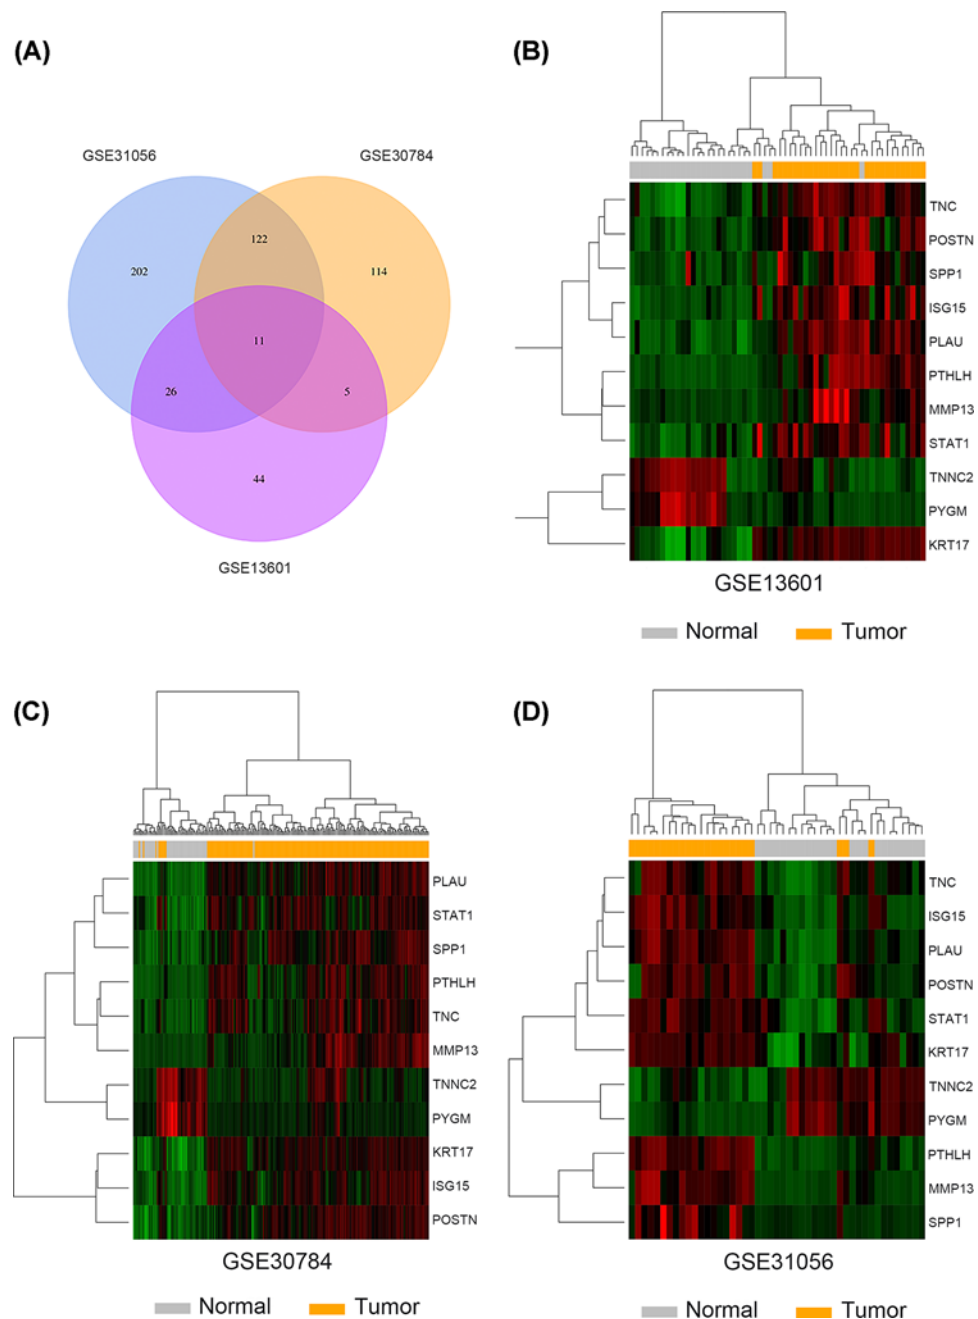 (A)
GSE31056
GSE30784
122
202
114
11
26
5
44
GSE13601
(B)
TNC
POSTN
SPP1
ISG15
PLAU
PTHLH
MMP13
STAT1
TNNC2
PYGM
KRT17
GSE13601
Normal Tumor
(C)
PLAU
STAT1
SPP1
PTHLH
TNC
MMP13
TNNC2
PYGM
KRT17
ISG15
POSTN
GSE30784
Normal Tumor
(D)
TNC
ISG15
PLAU
POSTN
STAT1
KRT17
TNNC2
PYGM
PTHLH
MMP13
SPP1
GSE31056
Normal Tumor